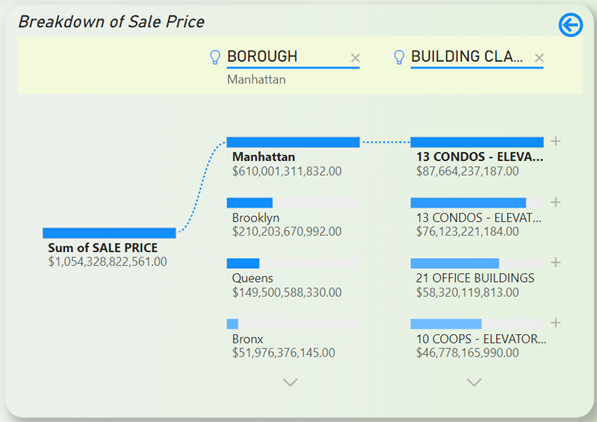 Breakdown of Sale Price
BOROUGH
Manhattan
BUILDING CLA...
Sum of SALE PRICE
$1,054,328,822,561.00
Manhattan
$610,001,311,832.00
Brooklyn
$210,203,670,992.00
Queens
$149,500,588,330.00
Bronx
$51,976,376,145.00
13 CONDOS - ELEVA...
$87,664,237,187.00
13 CONDOS - ELEVAT...
$76,123,221,184.00
21 OFFICE BUILDINGS
$58,320,119,813.00
10 COOPS - ELEVATOR...
$46,778,165,990.00